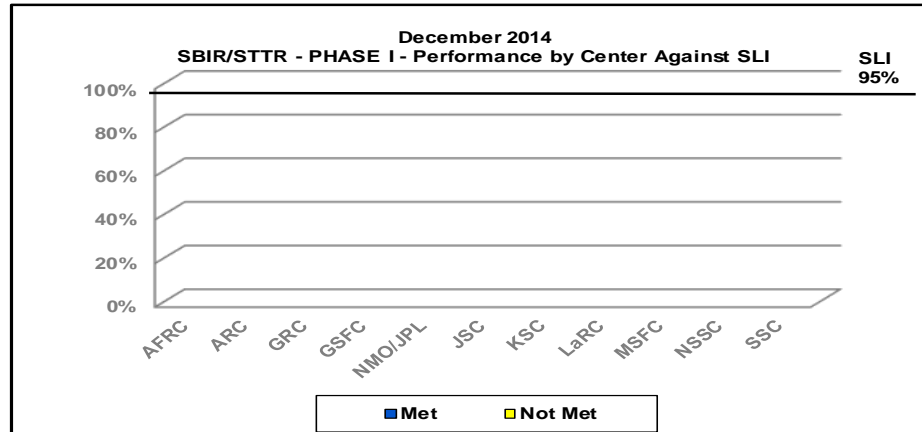 December 2014
SBIR/STTR - PHASE I - Performance by Center Against SLI
SLI
95%
100%
80%
60%
40%
20%
0%
AFRC
ARC
GRC
GSFC
NMO/JPL
JSC
KSC
LaRC
MSFC
NSSC
SSC
Met
Not Met